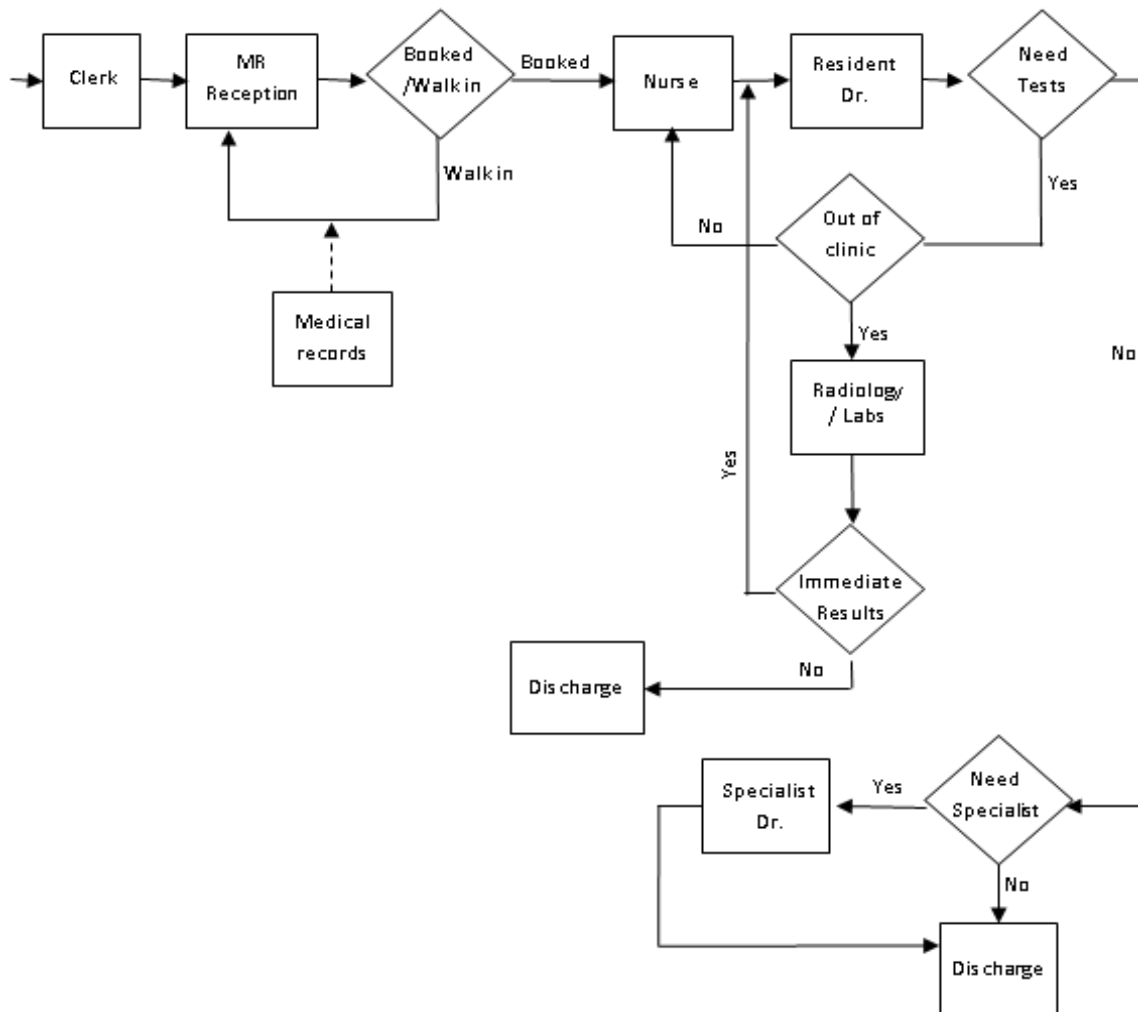 Clerk
MR
Reception
Booked
/Walkin
Booked
Walkin
Medical
records
Nurse
Resident
Dr.
Need
Tests
Yes
Out of
clinic
No
Yes
No
Radiology
/ Labs
Yes
Immediate
Results
No
Discharge
Need
Specialist
Yes
Specialist
Dr.
No
Discharge